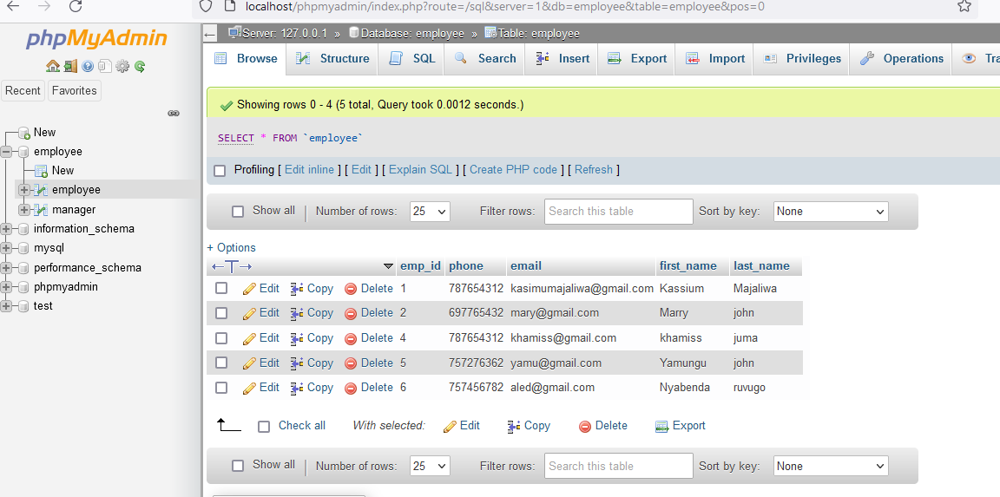 localhost/phpmyadmin/index.php?route=/sql&server=1&db=employee&table=employee&pos=0
phpMyAdmin
Recent Favorites
New
employee
New
employee
manager
information_schema
mysql
performance_schema
phpmyadmin
test
Server: 127.0.0.1 » Database: employee » Table: employee
Browse Structure SQL Search Insert Export Import Privileges Operations Tra
Showing rows 0 - 4 (5 total, Query took 0.0012 seconds.)
SELECT * FROM `employee`
Profiling [ Edit inline ] [ Edit ] [ Explain SQL ] [ Create PHP code ] [ Refresh ]
Show all | Number of rows: 25 Filter rows: Search this table Sort by key: None
+ Options
←T→ emp_id phone email first_name last_name
Edit Copy Delete 1 787654312 kasimumajaliwa@gmail.com Kassium Majaliwa
Edit Copy Delete 2 697765432 mary@gmail.com Marry john
Edit Copy Delete 4 787654312 khamiss@gmail.com khamiss juma
Edit Copy Delete 5 757276362 yamu@gmail.com Yamungu john
Edit Copy Delete 6 757456782 aled@gmail.com Nyabenda ruvugo
Check all With selected: Edit Copy Delete Export
Show all | Number of rows: 25 Filter rows: Search this table Sort by key: None